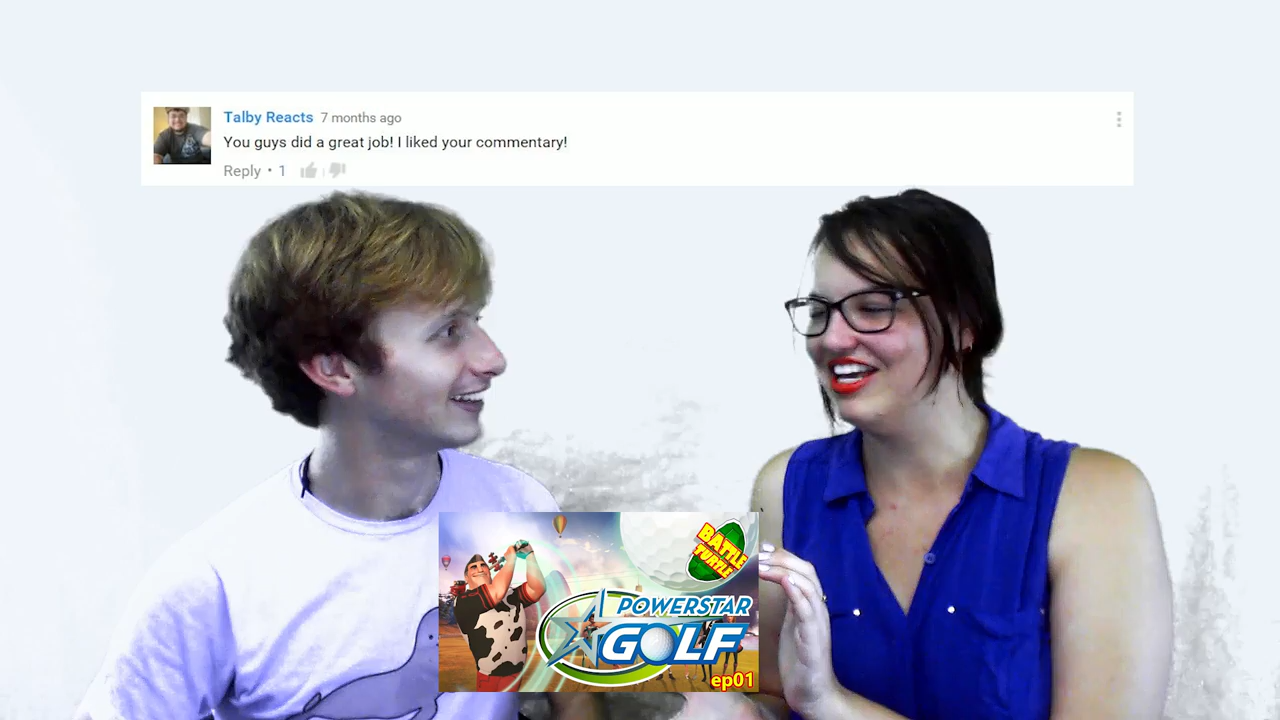 Talby Reacts 7 months ago
You guys did a great job! I liked your commentary!
Reply • 1
BATTLE
TURTLE
POWERSTAR
GOLF
ep01